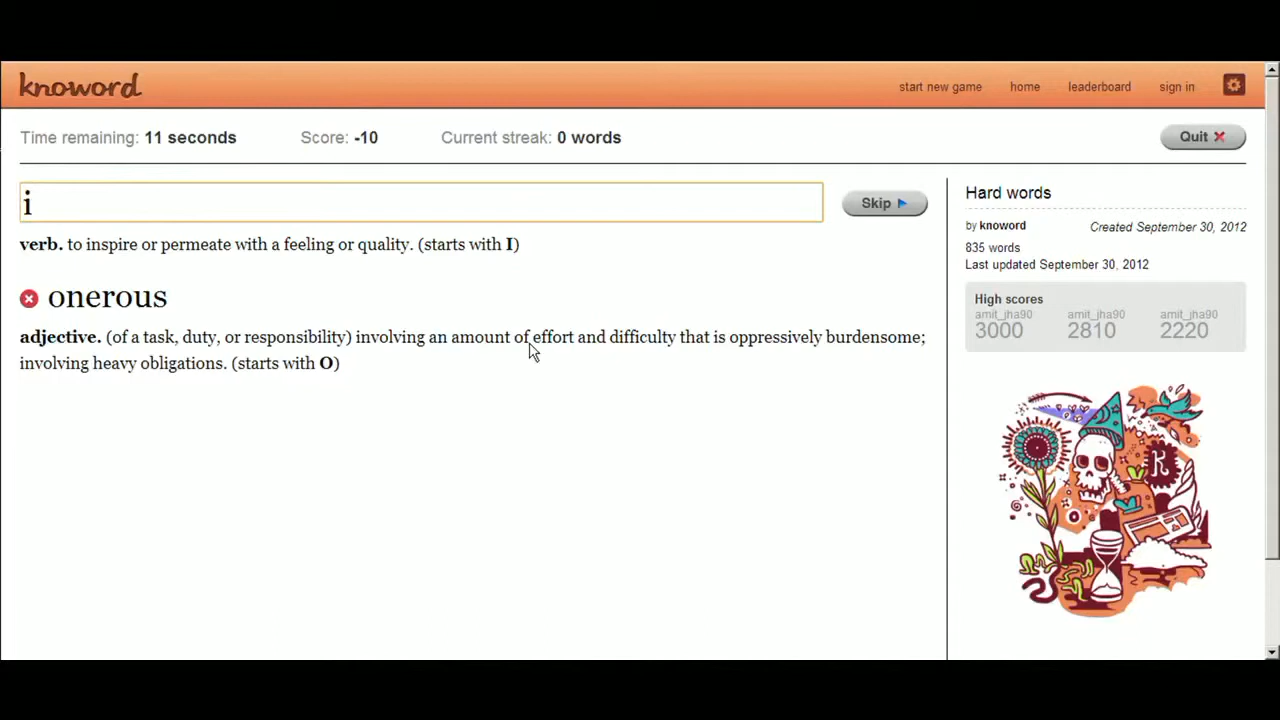 knoword
start new game home leaderboard sign in
Time remaining: 11 seconds Score: -10 Current streak: 0 words
Quit
i
Skip
verb. to inspire or permeate with a feeling or quality. (starts with I)
onerous
adjective. (of a task, duty, or responsibility) involving an amount of effort and difficulty that is oppressively burdensome;
involving heavy obligations. (starts with O)
Hard words
by knoword Created September 30, 2012
835 words
Last updated September 30, 2012
High scores
amit_jha90 amit_jha90 amit_jha90
3000 2810 2220
K